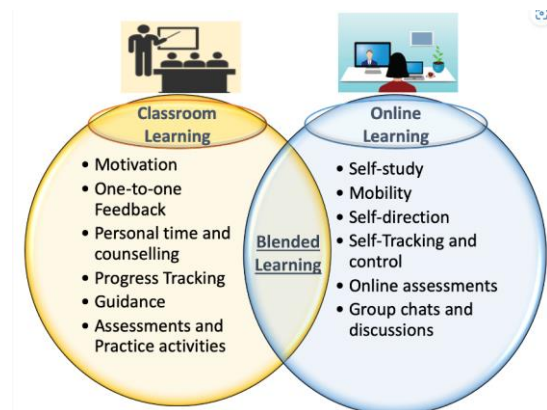 Classroom
Learning
• Motivation
• One-to-one
Feedback
• Personal time and
counselling
• Progress Tracking
• Guidance
• Assessments and
Practice activities
Blended
Learning
Online
Learning
• Self-study
• Mobility
• Self-direction
• Self-Tracking and
control
• Online assessments
• Group chats and
discussions